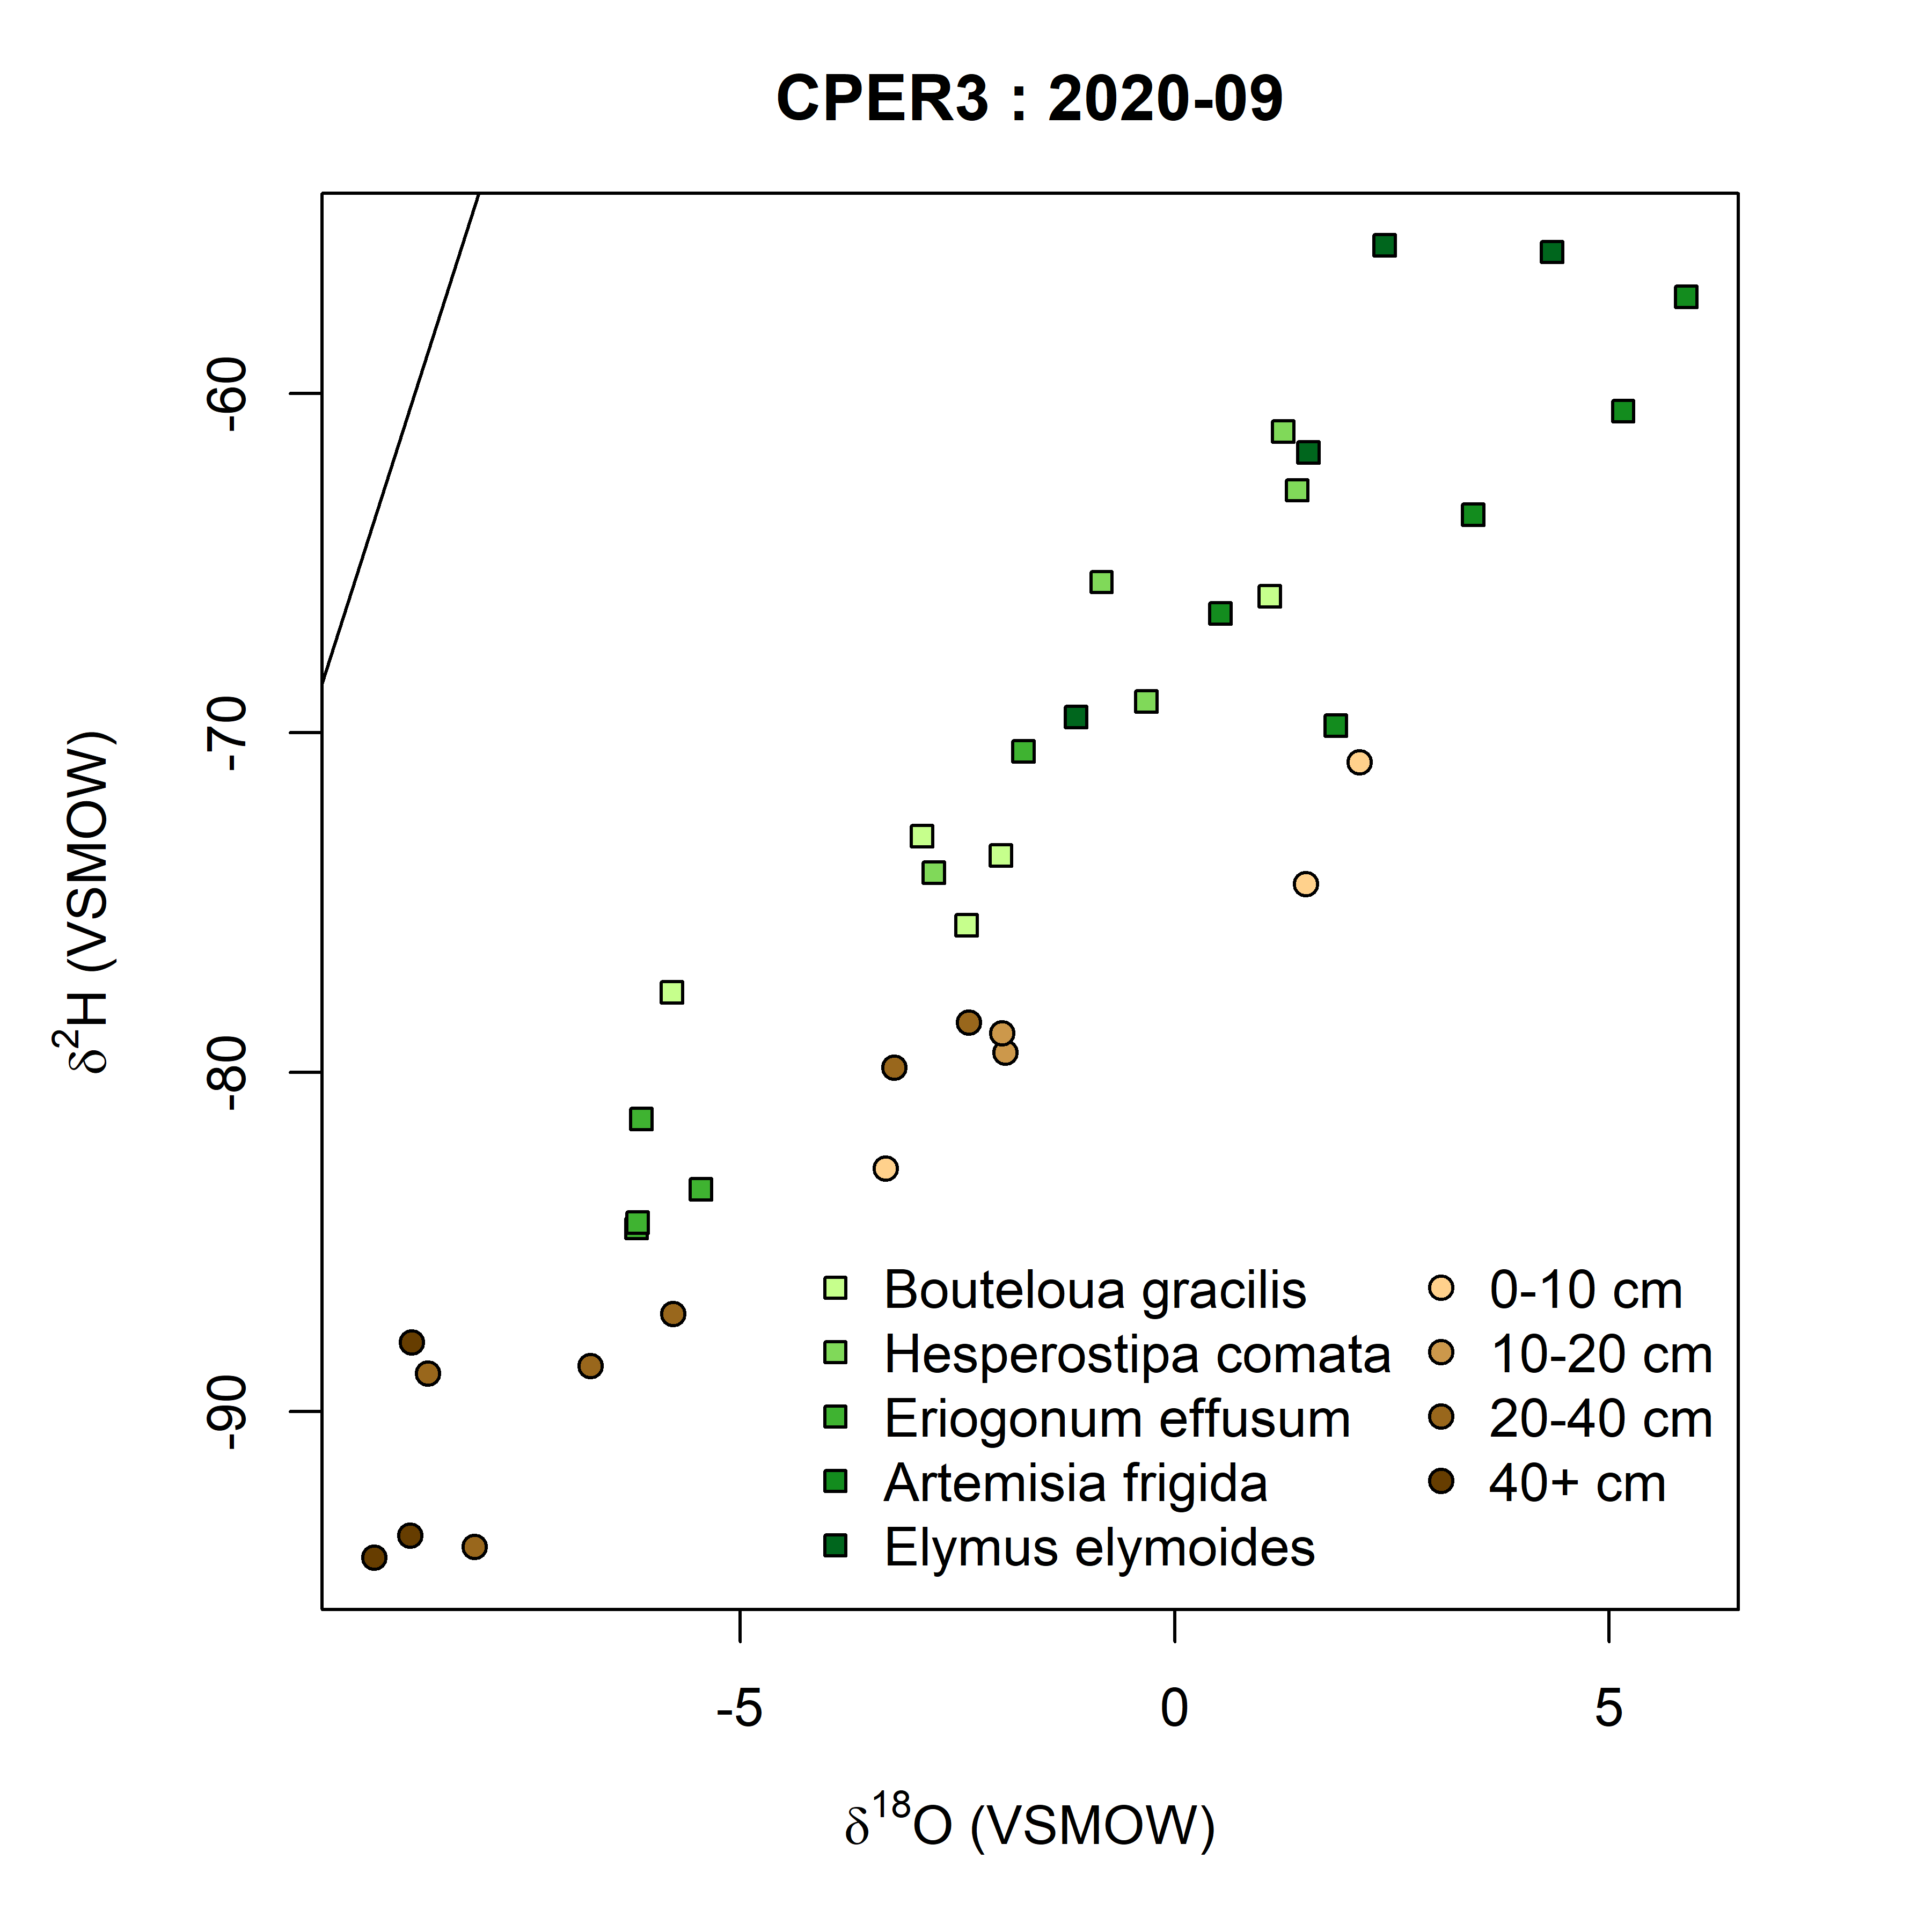 CPER3 : 2020-09
δ²H (VSMOW)
-60
-70
-80
-90
Bouteloua gracilis
Hesperostipa comata
Eriogonum effusum
Artemisia frigida
Elymus elymoides
0-10 cm
10-20 cm
20-40 cm
40+ cm
-5 0 5
δ¹⁸O (VSMOW)